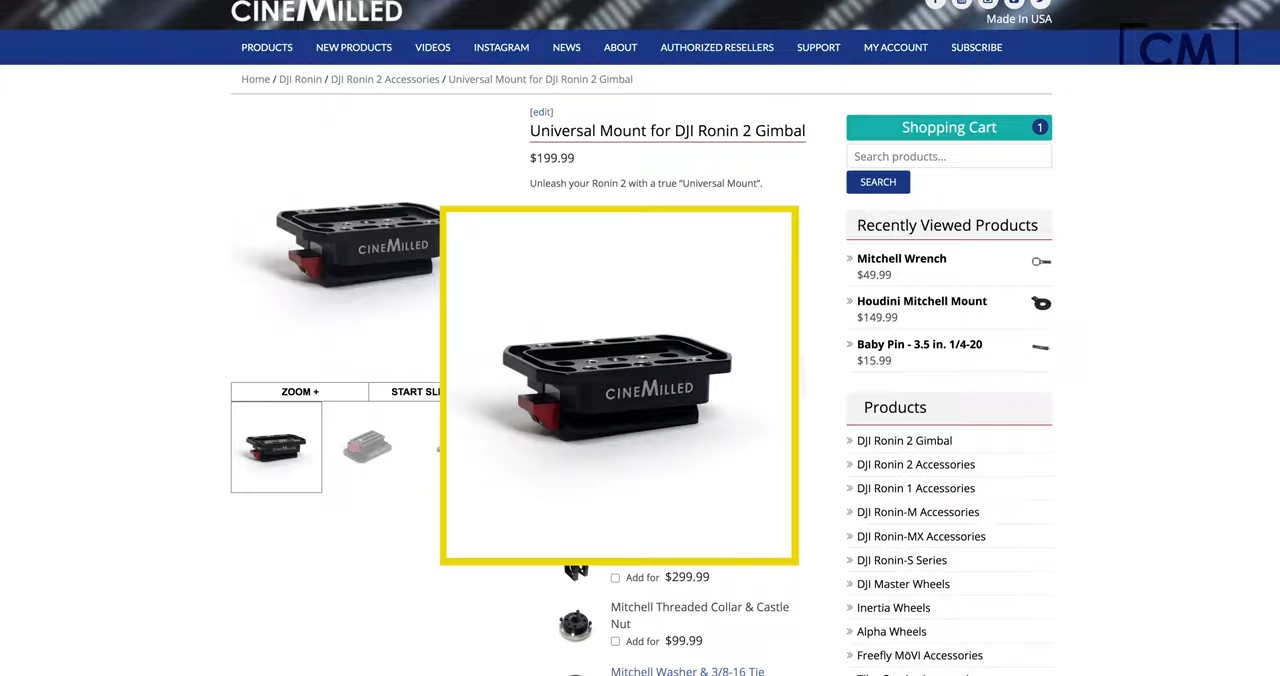 CINEMILLED
Made in USA
PRODUCTS NEW PRODUCTS VIDEOS INSTAGRAM NEWS ABOUT AUTHORIZED RESELLERS SUPPORT MY ACCOUNT SUBSCRIBE
CM
Home / DJI Ronin / DJI Ronin 2 Accessories / Universal Mount for DJI Ronin 2 Gimbal
[edit]
Universal Mount for DJI Ronin 2 Gimbal
$199.99
Unleash your Ronin 2 with a true “Universal Mount”.
CINEMILLED
CINEMILLED
ZOOM +
START SLI
Add for $299.99
Mitchell Threaded Collar & Castle
Nut
Add for $99.99
Mitchell Washer & 3/8-16 Tie
Shopping Cart 1
Search products...
SEARCH
Recently Viewed Products
» Mitchell Wrench
$49.99
» Houdini Mitchell Mount
$149.99
» Baby Pin - 3.5 in. 1/4-20
$15.99
Products
» DJI Ronin 2 Gimbal
» DJI Ronin 2 Accessories
» DJI Ronin 1 Accessories
» DJI Ronin-M Accessories
» DJI Ronin-MX Accessories
» DJI Ronin-S Series
» DJI Master Wheels
» Inertia Wheels
» Alpha Wheels
» Freefly MōVI Accessories